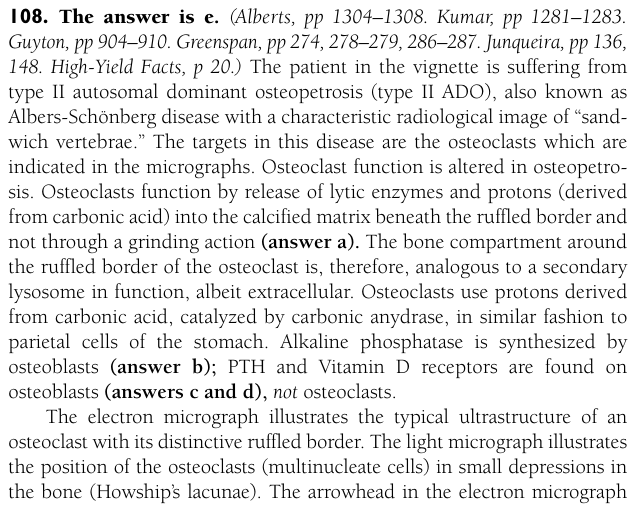 108. The answer is e. (Alberts, pp 1304–1308. Kumar, pp 1281–1283.
Guyton, pp 904–910. Greenspan, pp 274, 278–279, 286–287. Junqueira, pp 136,
148. High-Yield Facts, p 20.) The patient in the vignette is suffering from
type II autosomal dominant osteopetrosis (type II ADO), also known as
Albers-Schönberg disease with a characteristic radiological image of “sand-
wich vertebrae.” The targets in this disease are the osteoclasts which are
indicated in the micrographs. Osteoclast function is altered in osteopetro-
sis. Osteoclasts function by release of lytic enzymes and protons (derived
from carbonic acid) into the calcified matrix beneath the ruffled border and
not through a grinding action (answer a). The bone compartment around
the ruffled border of the osteoclast is, therefore, analogous to a secondary
lysosome in function, albeit extracellular. Osteoclasts use protons derived
from carbonic acid, catalyzed by carbonic anydrase, in similar fashion to
parietal cells of the stomach. Alkaline phosphatase is synthesized by
osteoblasts (answer b); PTH and Vitamin D receptors are found on
osteoblasts (answers c and d), not osteoclasts.
The electron micrograph illustrates the typical ultrastructure of an
osteoclast with its distinctive ruffled border. The light micrograph illustrates
the position of the osteoclasts (multinucleate cells) in small depressions in
the bone (Howship’s lacunae). The arrowhead in the electron micrograph